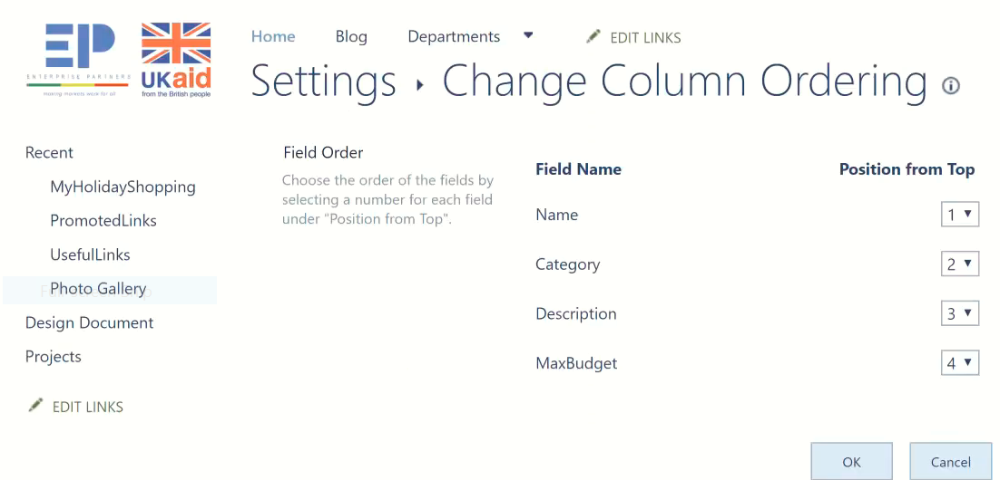 EP
ENTERPRISE PARTNERS
making markets work for all
UKaid
from the British people
Home Blog Departments EDIT LINKS
Settings Change Column Ordering
Recent
MyHolidayShopping
PromotedLinks
UsefulLinks
Photo Gallery
Design Document
Projects
EDIT LINKS
Field Order
Choose the order of the fields by
selecting a number for each field
under "Position from Top".
Field Name Position from Top
Name 1
Category 2
Description 3
MaxBudget 4
OK Cancel